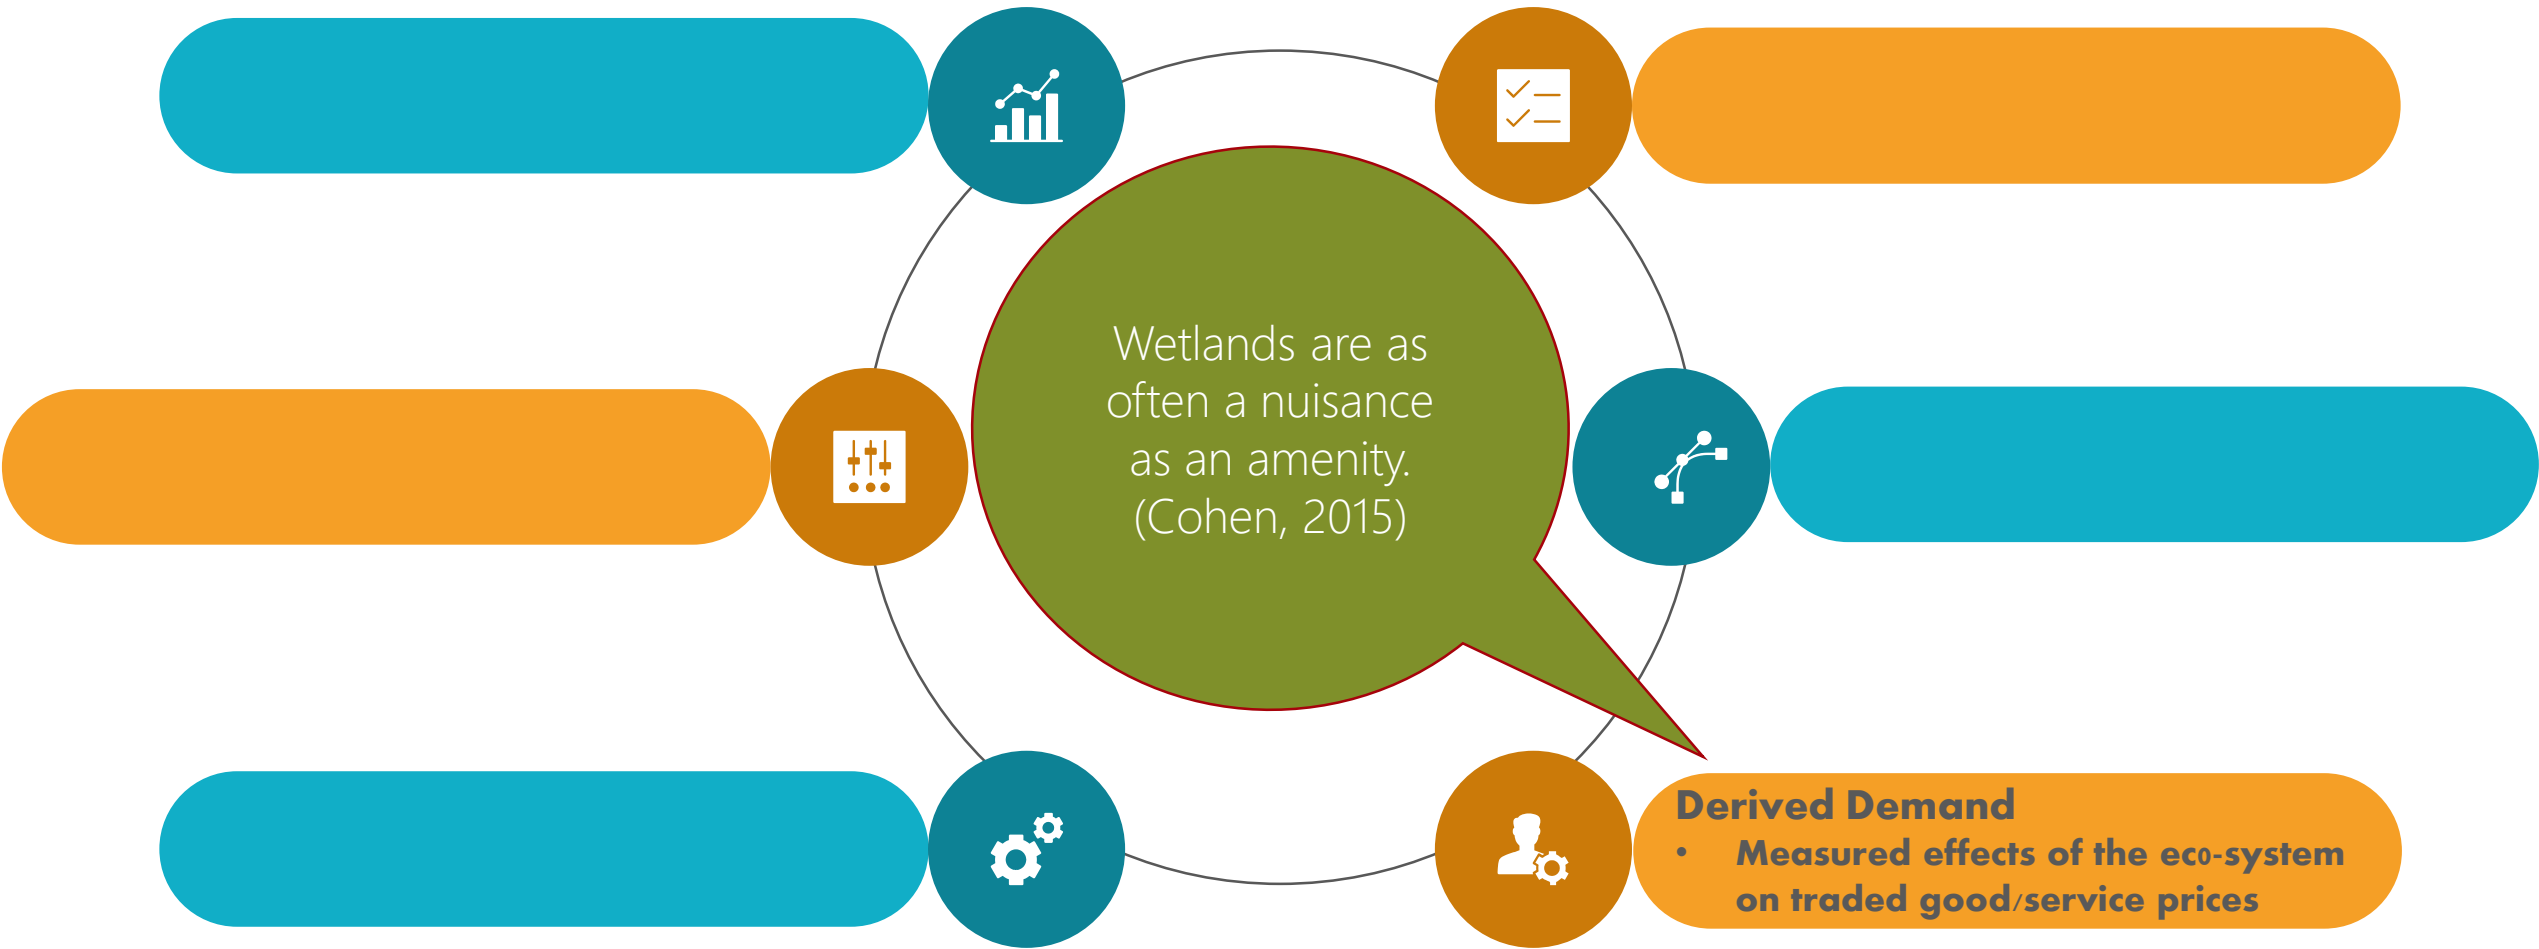 Wetlands are as
often a nuisance
as an amenity.
(Cohen, 2015)
Derived Demand
• Measured effects of the ec0-system
on traded good/service prices